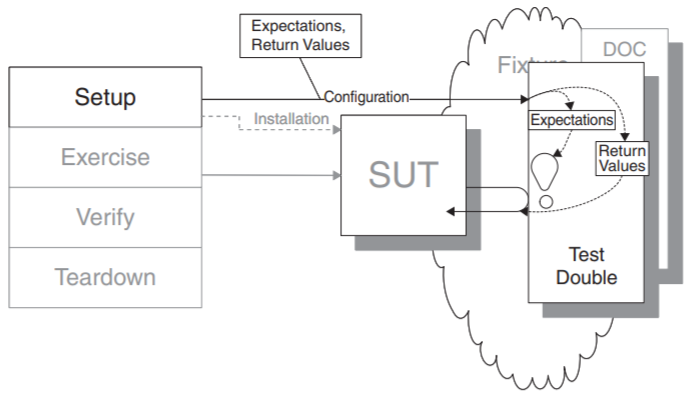 Expectations,
Return Values
DOC
Fixture
Setup
Configuration
Expectations
Installation
Exercise
SUT
Return
Values
Verify
Test
Double
Teardown